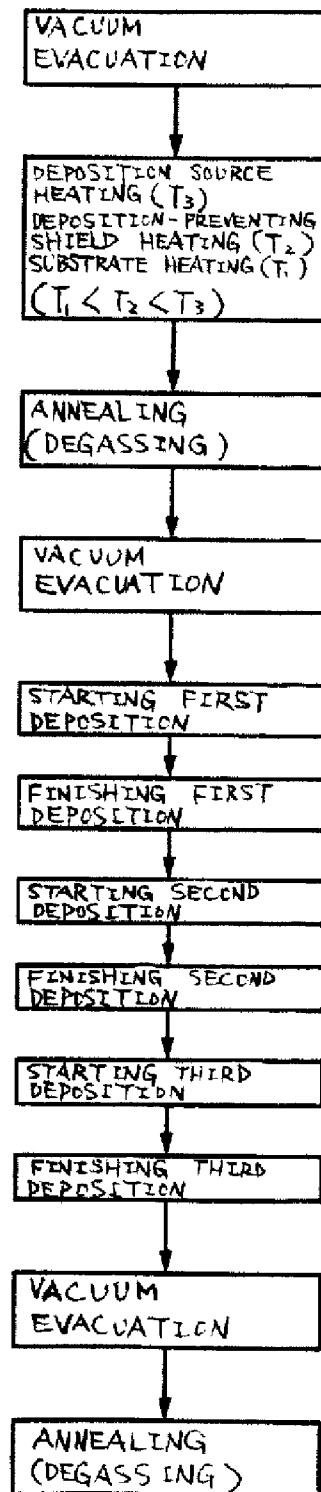 VACUUM
EVACUATION
DEPOSITION SOURCE
HEATING (T3)
DEPOSITION-PREVENTING
SHIELD HEATING (T2)
SUBSTRATE HEATING (T1)
(T1 < T2 < T3)
ANNEALING
(DEGASSING)
VACUUM
EVACUATION
STARTING FIRST
DEPOSITION
FINISHING FIRST
DEPOSITION
STARTING SECOND
DEPOSITION
FINISHING SECOND
DEPOSITION
STARTING THIRD
DEPOSITION
FINISHING THIRD
DEPOSITION
VACUUM
EVACUATION
ANNEALING
(DEGASSING)